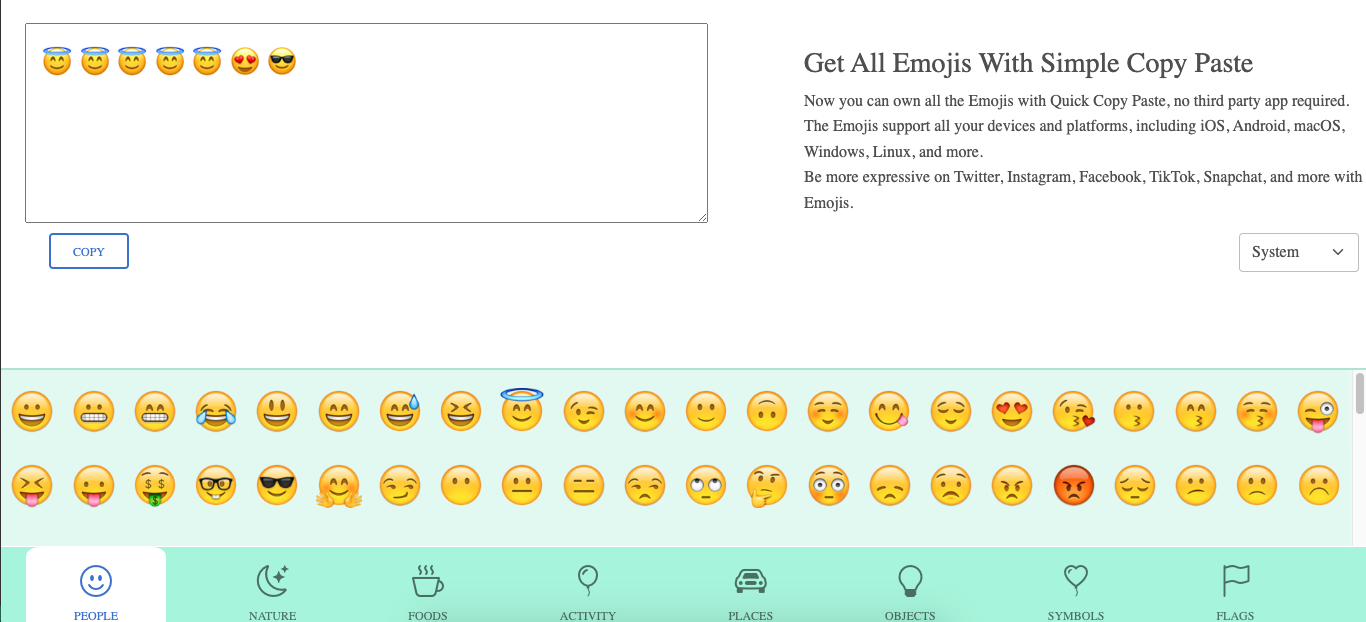 😇 😇 😇 😇 😇 😍 😎
Get All Emojis With Simple Copy Paste
Now you can own all the Emojis with Quick Copy Paste, no third party app required.
The Emojis support all your devices and platforms, including iOS, Android, macOS,
Windows, Linux, and more.
Be more expressive on Twitter, Instagram, Facebook, TikTok, Snapchat, and more with
Emojis.
COPY
System
PEOPLE
NATURE
FOODS
ACTIVITY
PLACES
OBJECTS
SYMBOLS
FLAGS